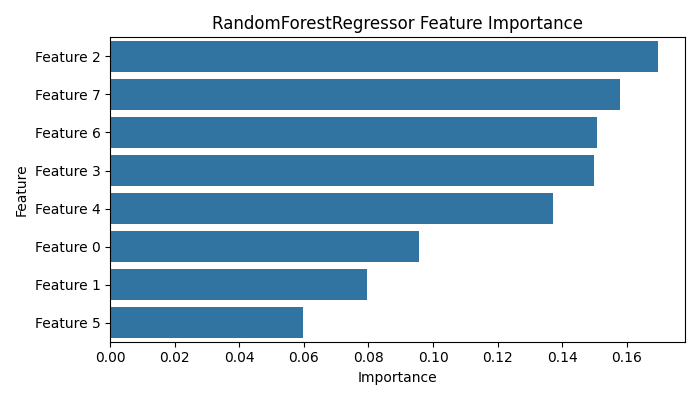 RandomForestRegressor Feature Importance
Feature
Feature 2
Feature 7
Feature 6
Feature 3
Feature 4
Feature 0
Feature 1
Feature 5
0.00 0.02 0.04 0.06 0.08 0.10 0.12 0.14 0.16
Importance